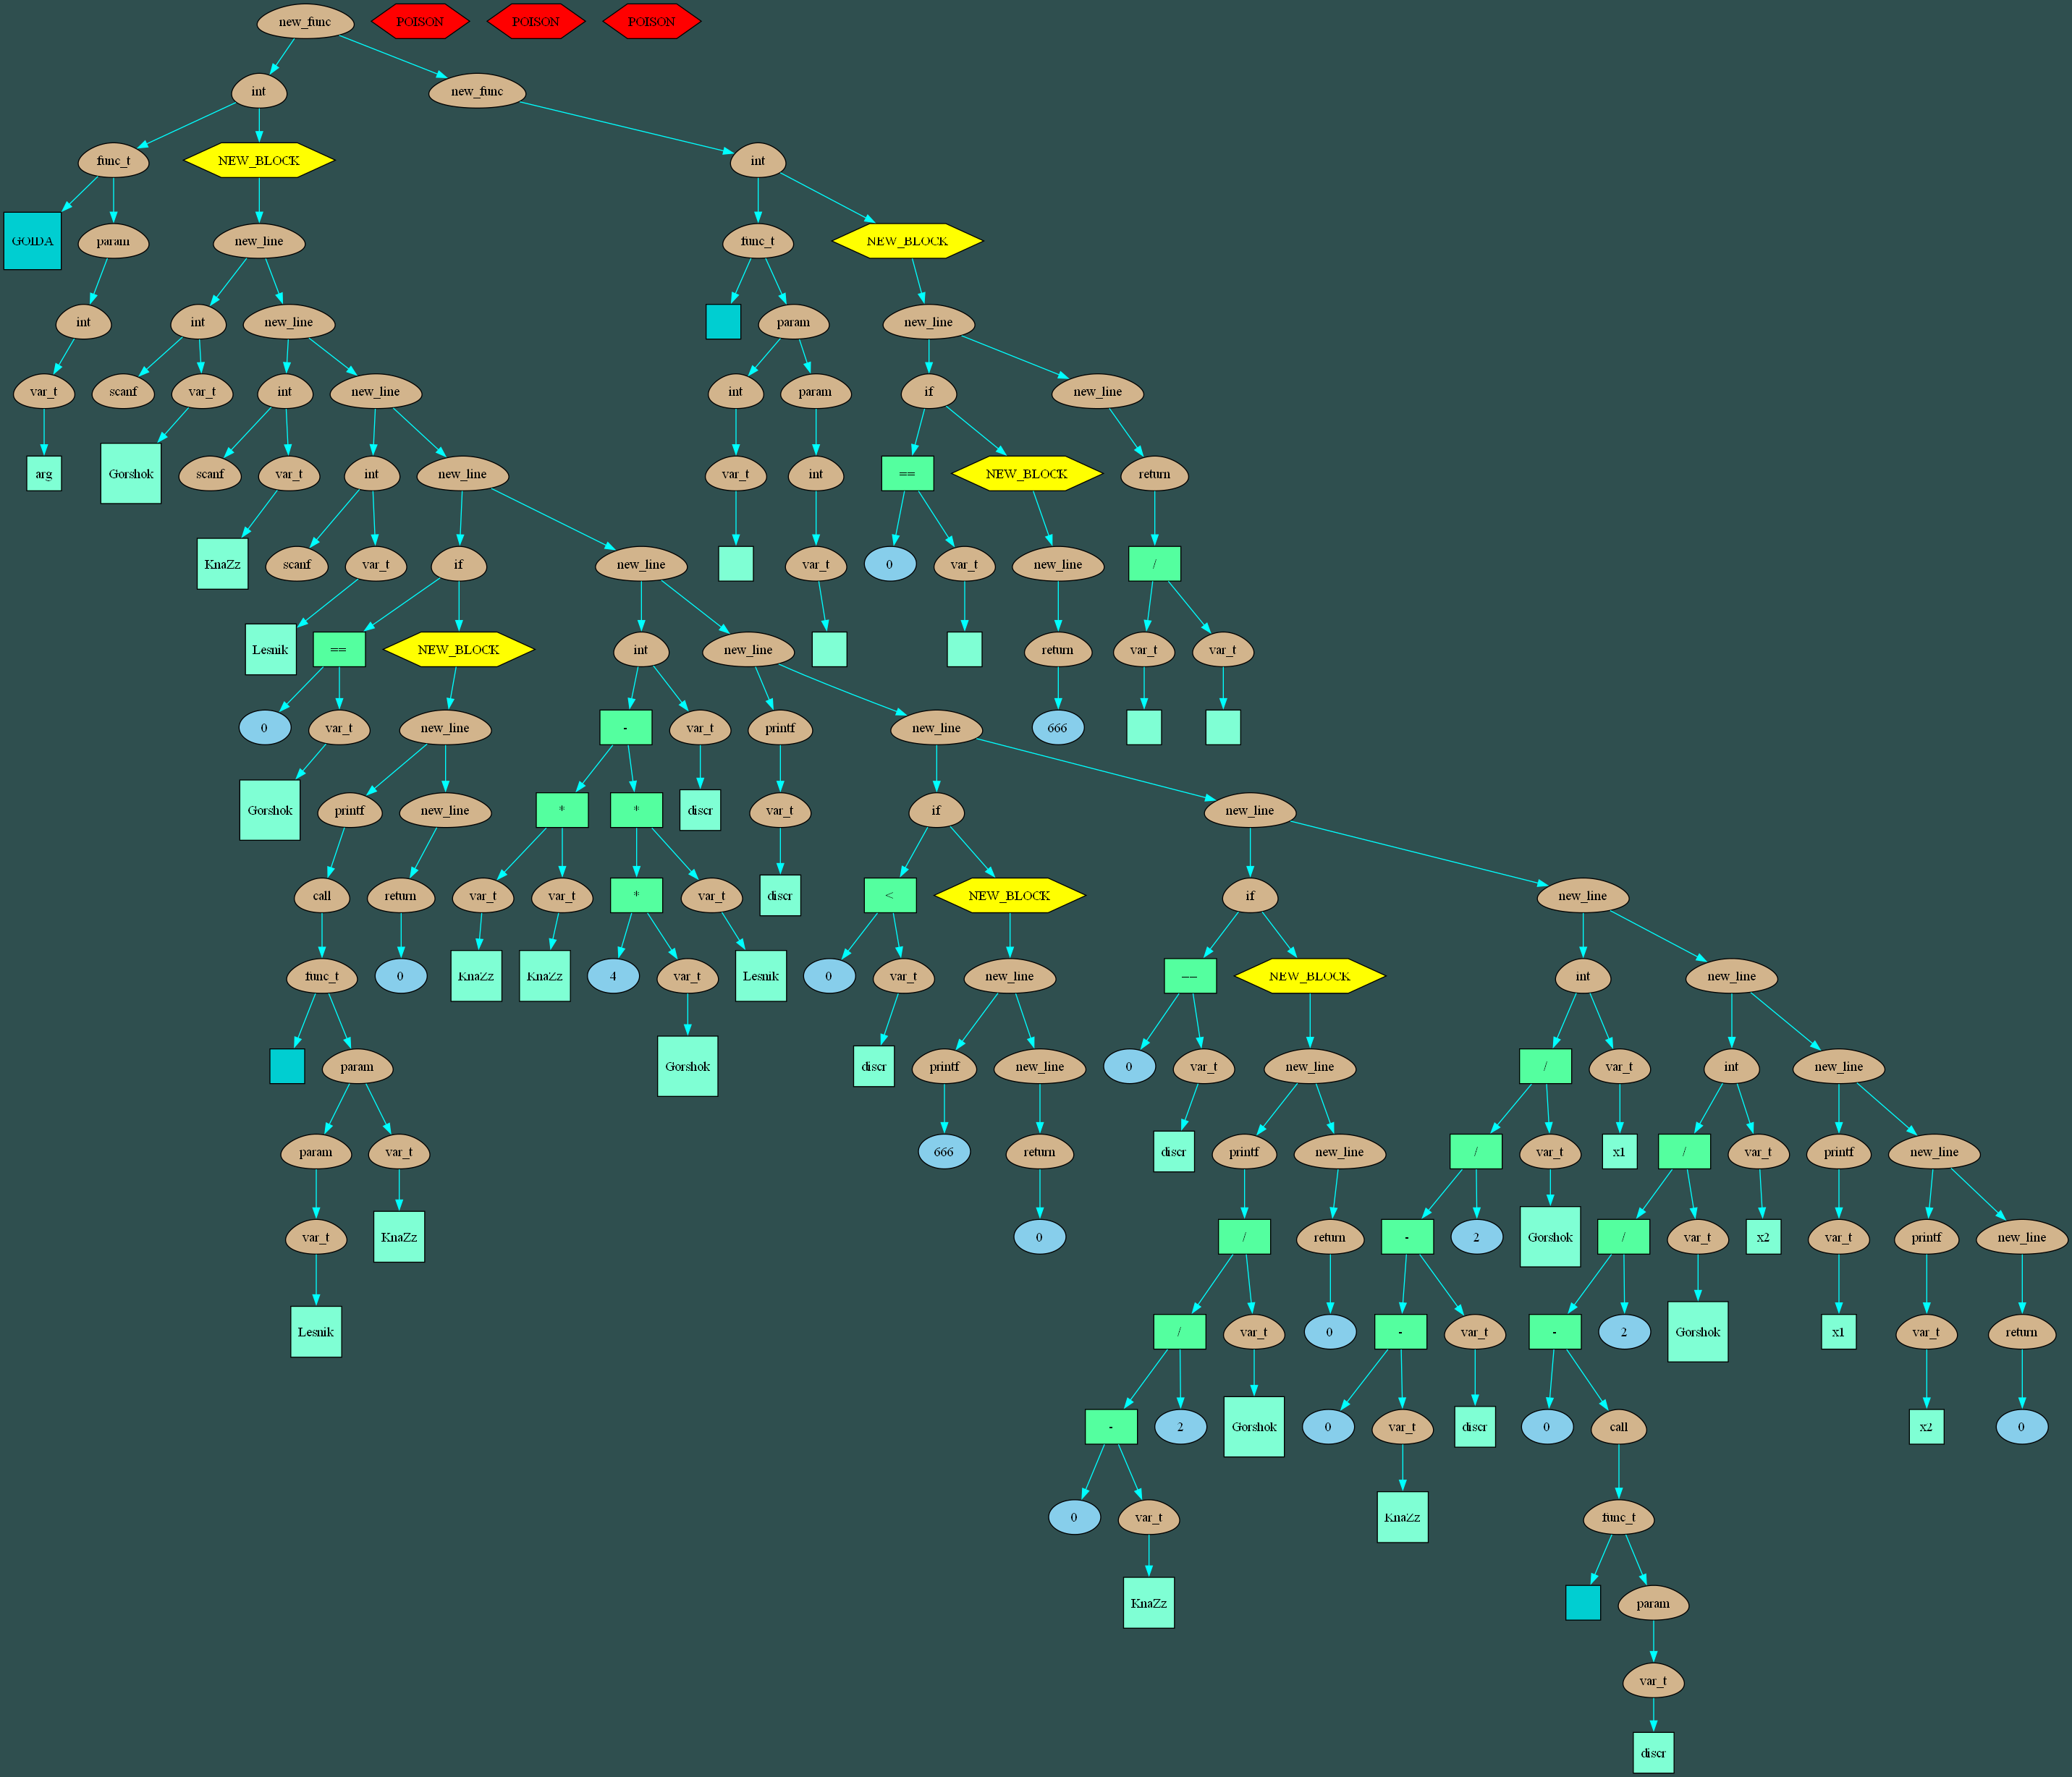 new_func POISON POISON POISON
int new_func
func_t NEW_BLOCK int
GOIDA param new_line func_t NEW_BLOCK
int int new_line param new_line
var_t scanf var_t int new_line int param if new_line
arg Gorshok scanf var_t int new_line var_t int == NEW_BLOCK return
KnaZz scanf var_t if new_line var_t 0 var_t new_line /
Lesnik == NEW_BLOCK int new_line return var_t var_t
0 var_t new_line - var_t printf new_line 666
Gorshok printf new_line * * discr var_t if new_line
call return var_t var_t * var_t discr < NEW_BLOCK if new_line
func_t 0 KnaZz KnaZz 4 var_t Lesnik 0 var_t new_line == NEW_BLOCK int new_line
param Gorshok discr printf new_line 0 var_t new_line / var_t int new_line
param var_t 666 return discr printf new_line / var_t x1 / var_t printf new_line
var_t KnaZz 0 / return - 2 Gorshok / var_t x2 var_t printf new_line
Lesnik / var_t 0 - var_t - 2 Gorshok x1 var_t return
- 2 Gorshok 0 var_t discr 0 call x2 0
0 var_t KnaZz func_t
KnaZz param
var_t
discr